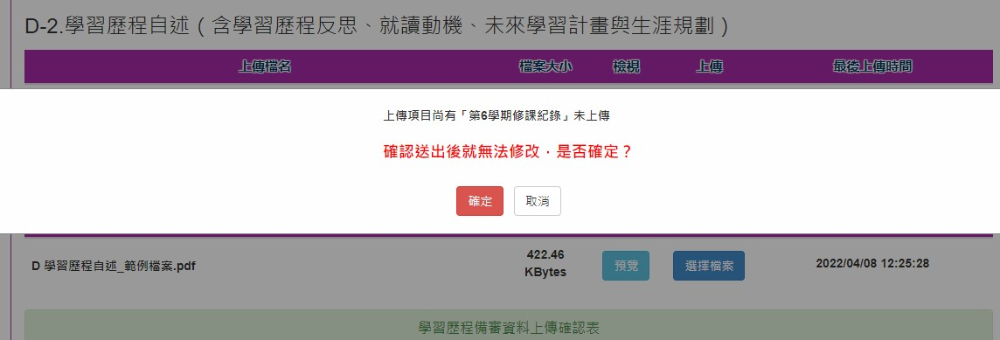 D-2.學習歷程自述（含學習歷程反思、就讀動機、未來學習計畫與生涯規劃）
上傳檔名 檔案大小 檢視 上傳 最後上傳時間
上傳項目尚有「第6學期修課紀錄」未上傳
確認送出後就無法修改，是否確定？
確定 取消
D 學習歷程自述_範例檔案.pdf 422.46 KBytes 預覽 選擇檔案 2022/04/08 12:25:28
學習歷程備審資料上傳確認表